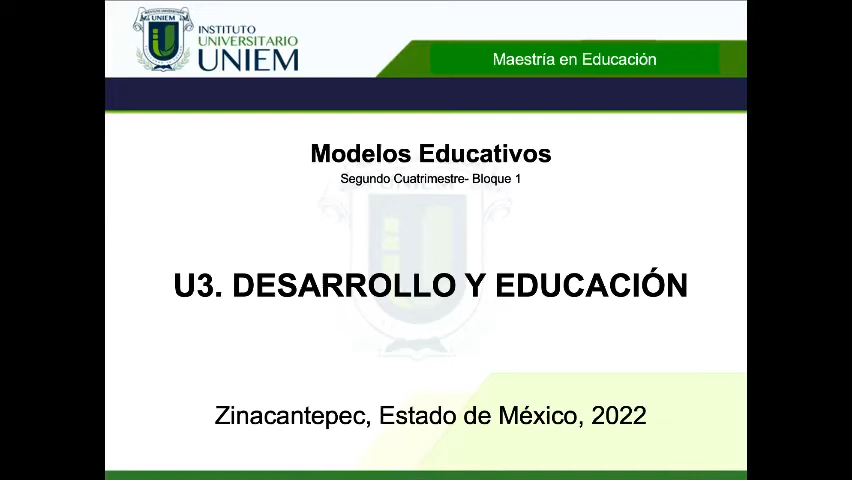 UNIEM
INSTITUTO
UNIVERSITARIO
UNIEM
Maestría en Educación
Modelos Educativos
Segundo Cuatrimestre- Bloque 1
U3. DESARROLLO Y EDUCACIÓN
Zinacantepec, Estado de México, 2022